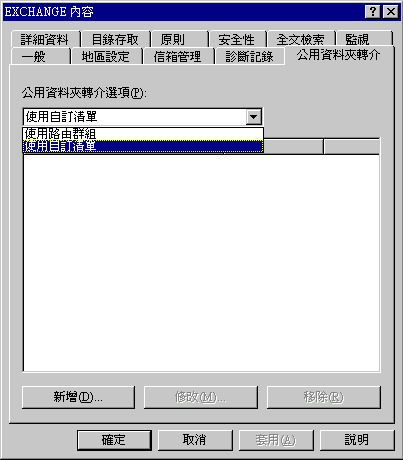 EXCHANGE 內容
詳細資料 目錄存取 原則 安全性 全文檢索 監視
一般 地區設定 信箱管理 診斷記錄 公用資料夾轉介
公用資料夾轉介選項(P):
使用自訂清單
使用路由群組
使用自訂清單
新增(D)... 修改(M)... 移除(R)
確定 取消 套用(A) 說明